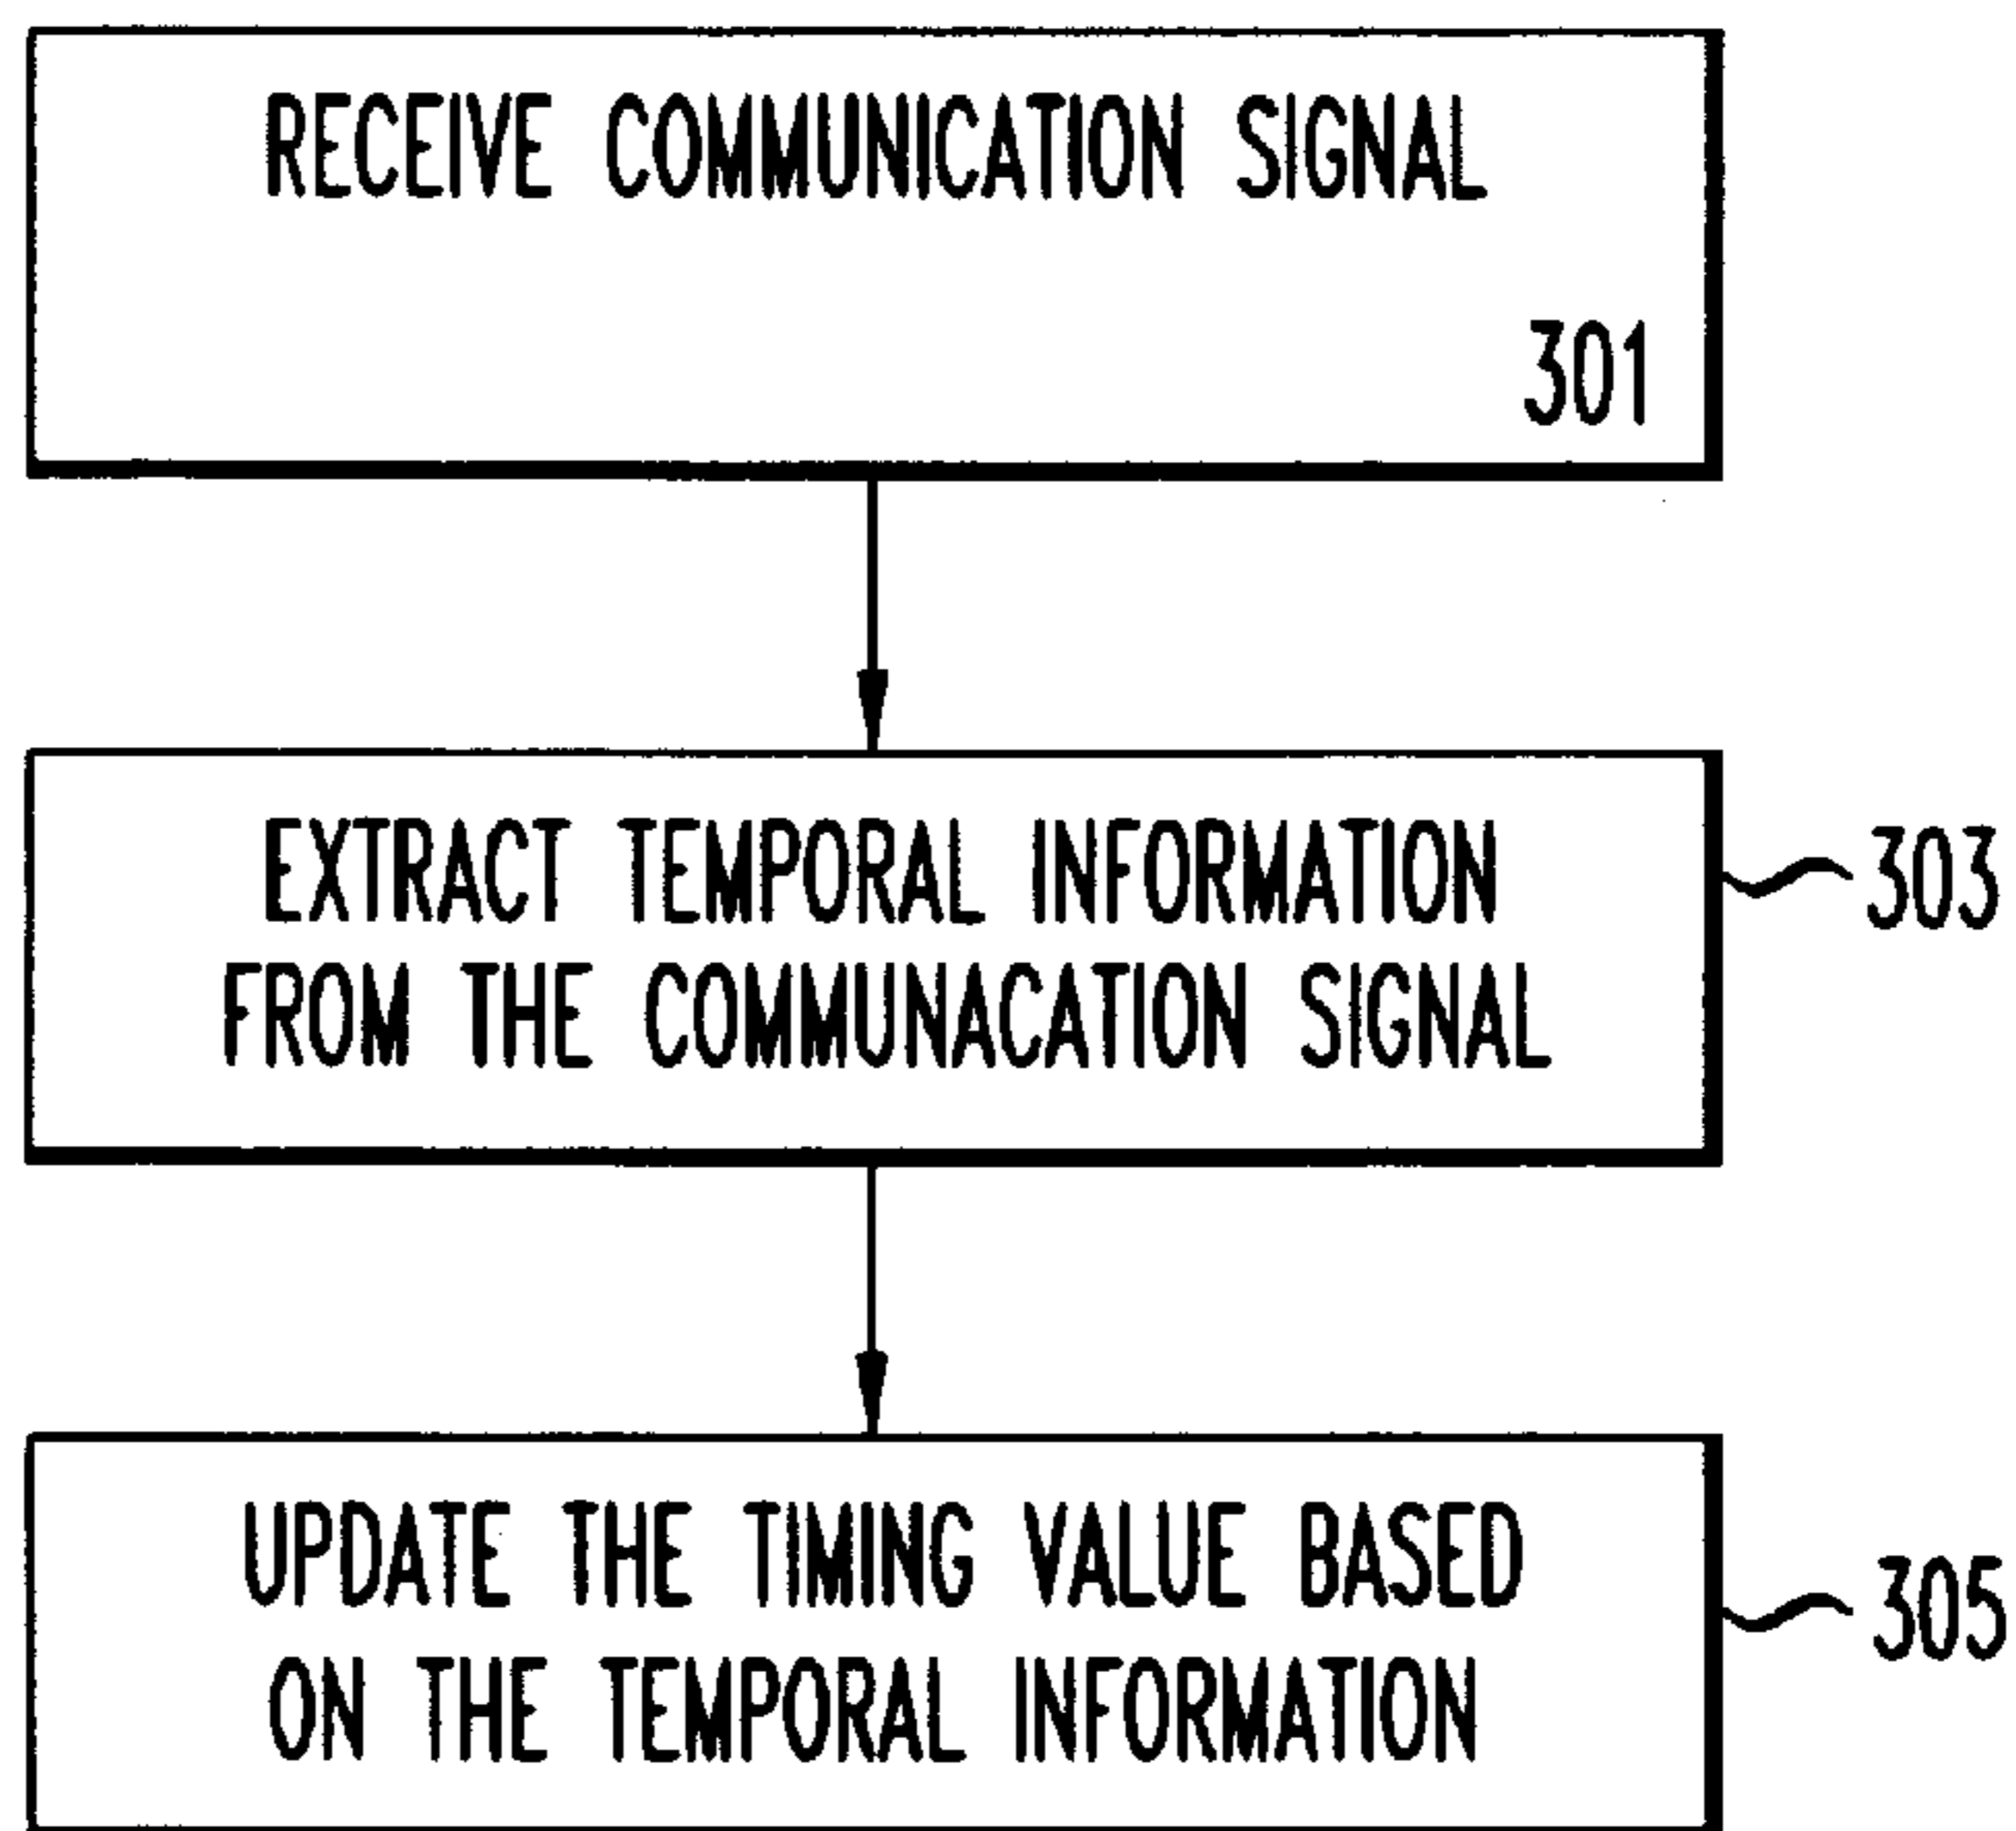 RECEIVE COMMUNICATION SIGNAL
301
EXTRACT TEMPORAL INFORMATION
FROM THE COMMUNACATION SIGNAL
303
UPDATE THE TIMING VALUE BASED
ON THE TEMPORAL INFORMATION
305